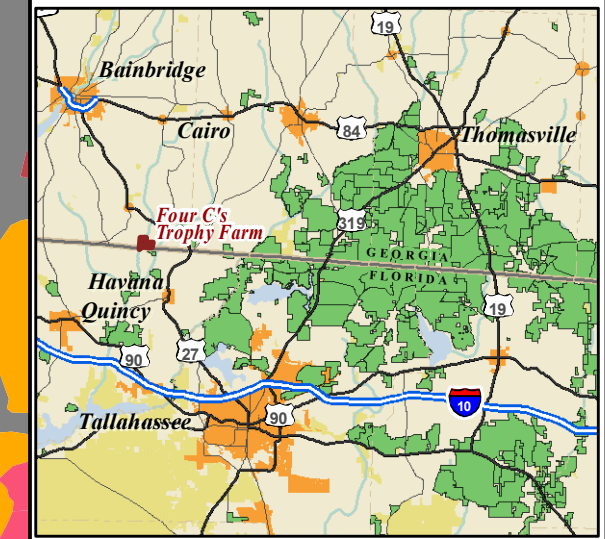 19
Bainbridge
Cairo
84
Thomasville
Four C's
Trophy Farm
319
GEORGIA
FLORIDA
Havana
Quincy
19
90
27
10
90
Tallahassee